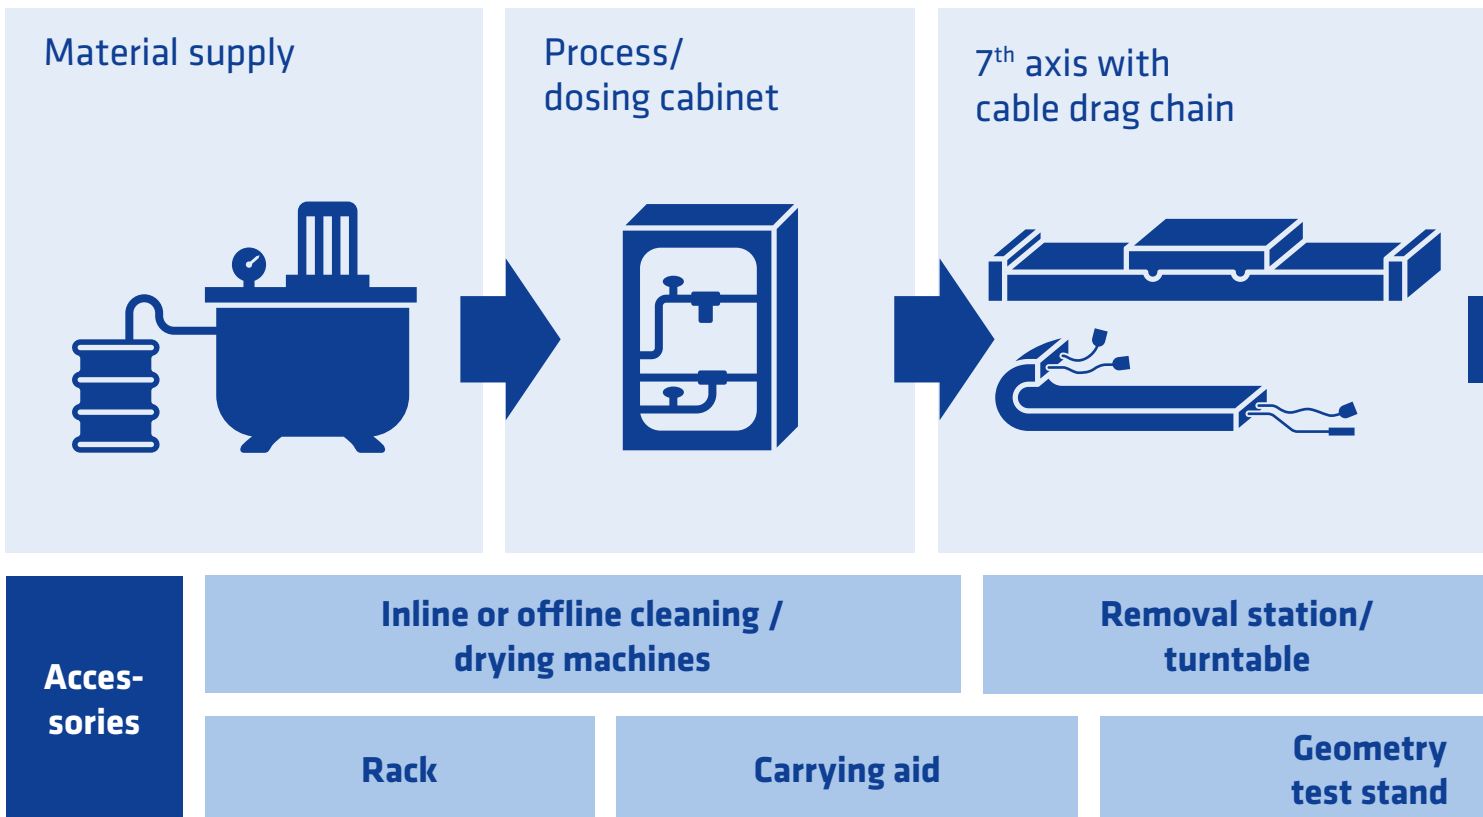 Material supply
Process/
dosing cabinet
7th axis with
cable drag chain
Acces-
sories
Inline or offline cleaning /
drying machines
Removal station/
turntable
Rack
Carrying aid
Geometry
test stand